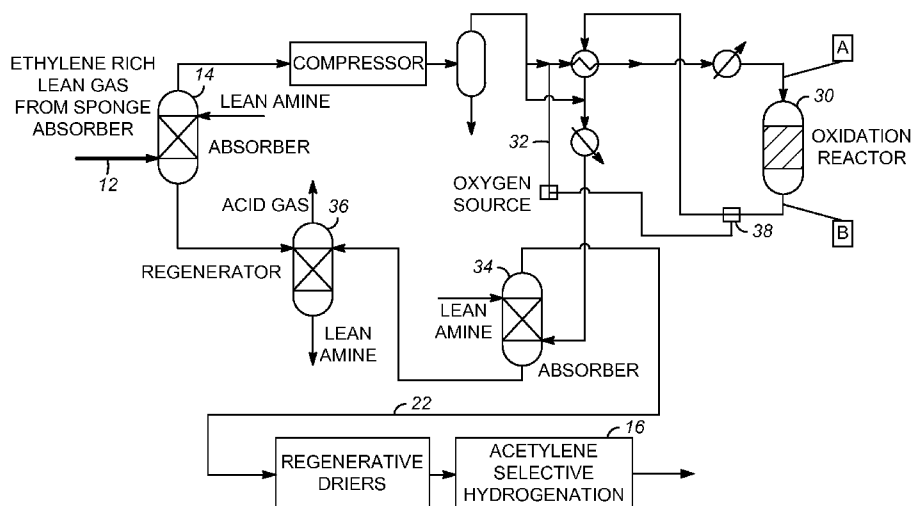 ETHYLENE RICH
LEAN GAS
FROM SPONGE
ABSORBER
14
LEAN AMINE
ABSORBER
12
COMPRESSOR
A
30
OXIDATION
REACTOR
32
OXYGEN
SOURCE
38
B
ACID GAS
36
REGENERATOR
LEAN
AMINE
34
LEAN
AMINE
ABSORBER
22
REGENERATIVE
DRIERS
16
ACETYLENE
SELECTIVE
HYDROGENATION